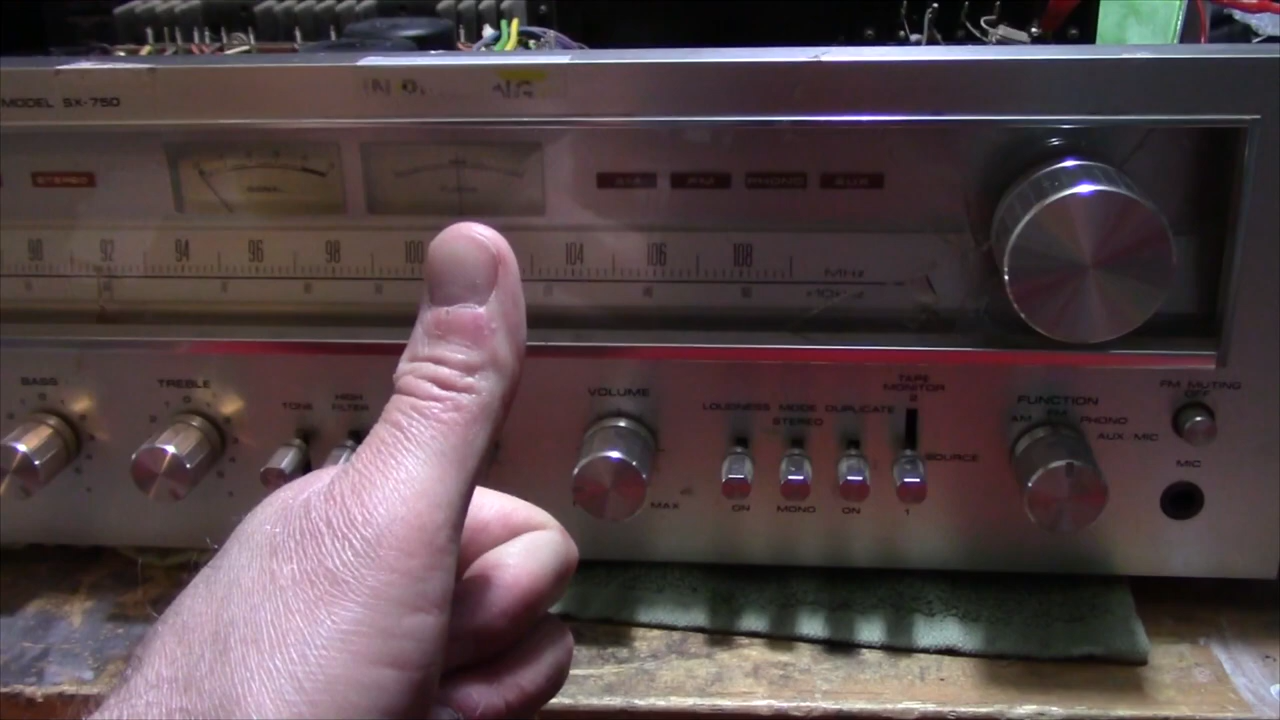 MODEL SX-750
STEREO
AM FM PHONO AUX
90 92 94 96 98 100 104 106 108 MHz
BASS
TREBLE
TONE
HIGH
FILTER
VOLUME
MAX
LOUDNESS MODE DUPLICATE
STEREO
ON MONO ON 1
TAPE
MONITOR
2
SOURCE
FUNCTION
AM FM PHONO
AUX/MIC
FM MUTING
OFF
MIC